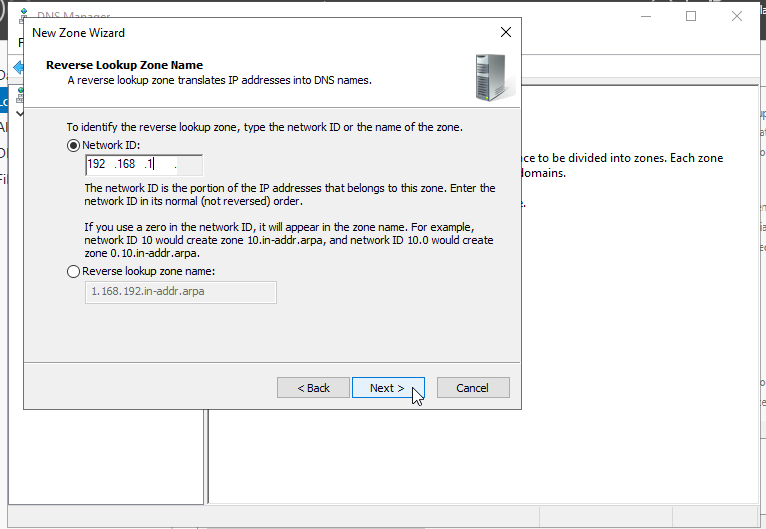 DNS Manager
New Zone Wizard
Reverse Lookup Zone Name
A reverse lookup zone translates IP addresses into DNS names.
To identify the reverse lookup zone, type the network ID or the name of the zone.
Network ID:
192 .168 .1 .
The network ID is the portion of the IP addresses that belongs to this zone. Enter the
network ID in its normal (not reversed) order.
If you use a zero in the network ID, it will appear in the zone name. For example,
network ID 10 would create zone 10.in-addr.arpa, and network ID 10.0 would create
zone 0.10.in-addr.arpa.
Reverse lookup zone name:
1.168.192.in-addr.arpa
< Back
Next >
Cancel
ce to be divided into zones. Each zone
domains.